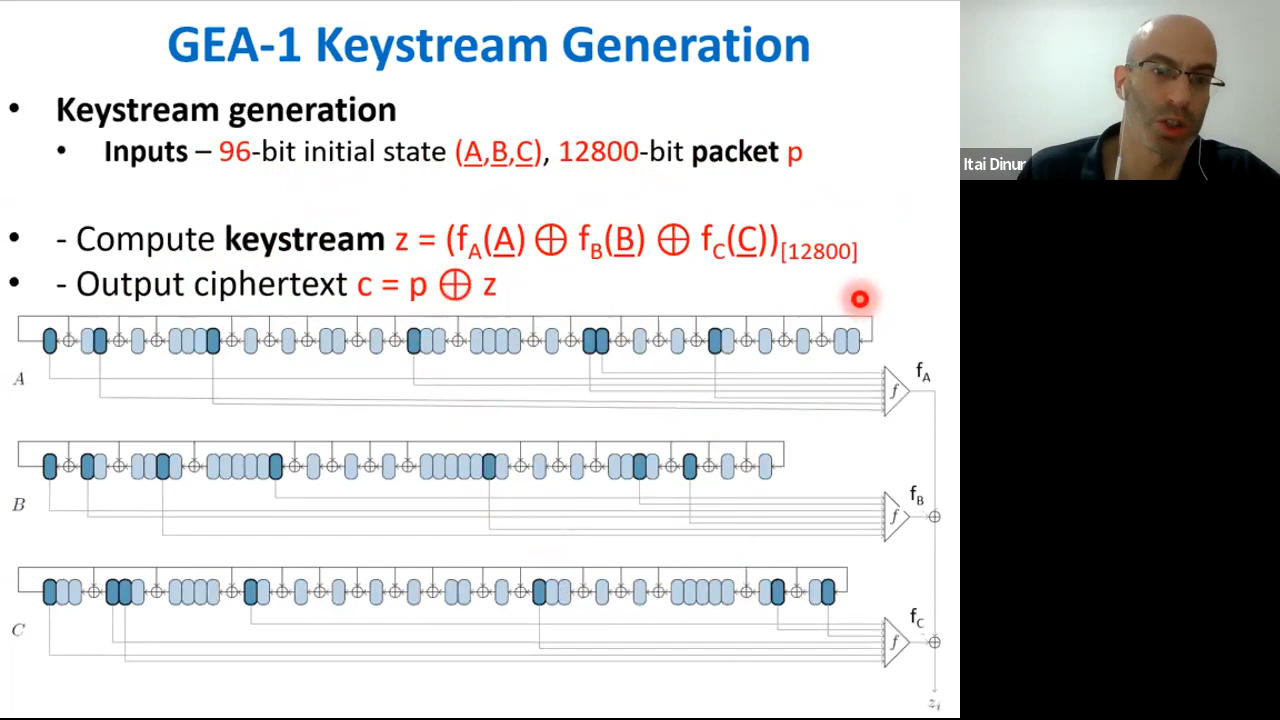 GEA-1 Keystream Generation
• Keystream generation
• Inputs – 96-bit initial state (A,B,C), 12800-bit packet p
• - Compute keystream z = (fA(A) ⊕ fB(B) ⊕ fC(C))[12800]
• - Output ciphertext c = p ⊕ z
A
f
fA
B
f
fB
C
f
fC
zi
Itai Dinur